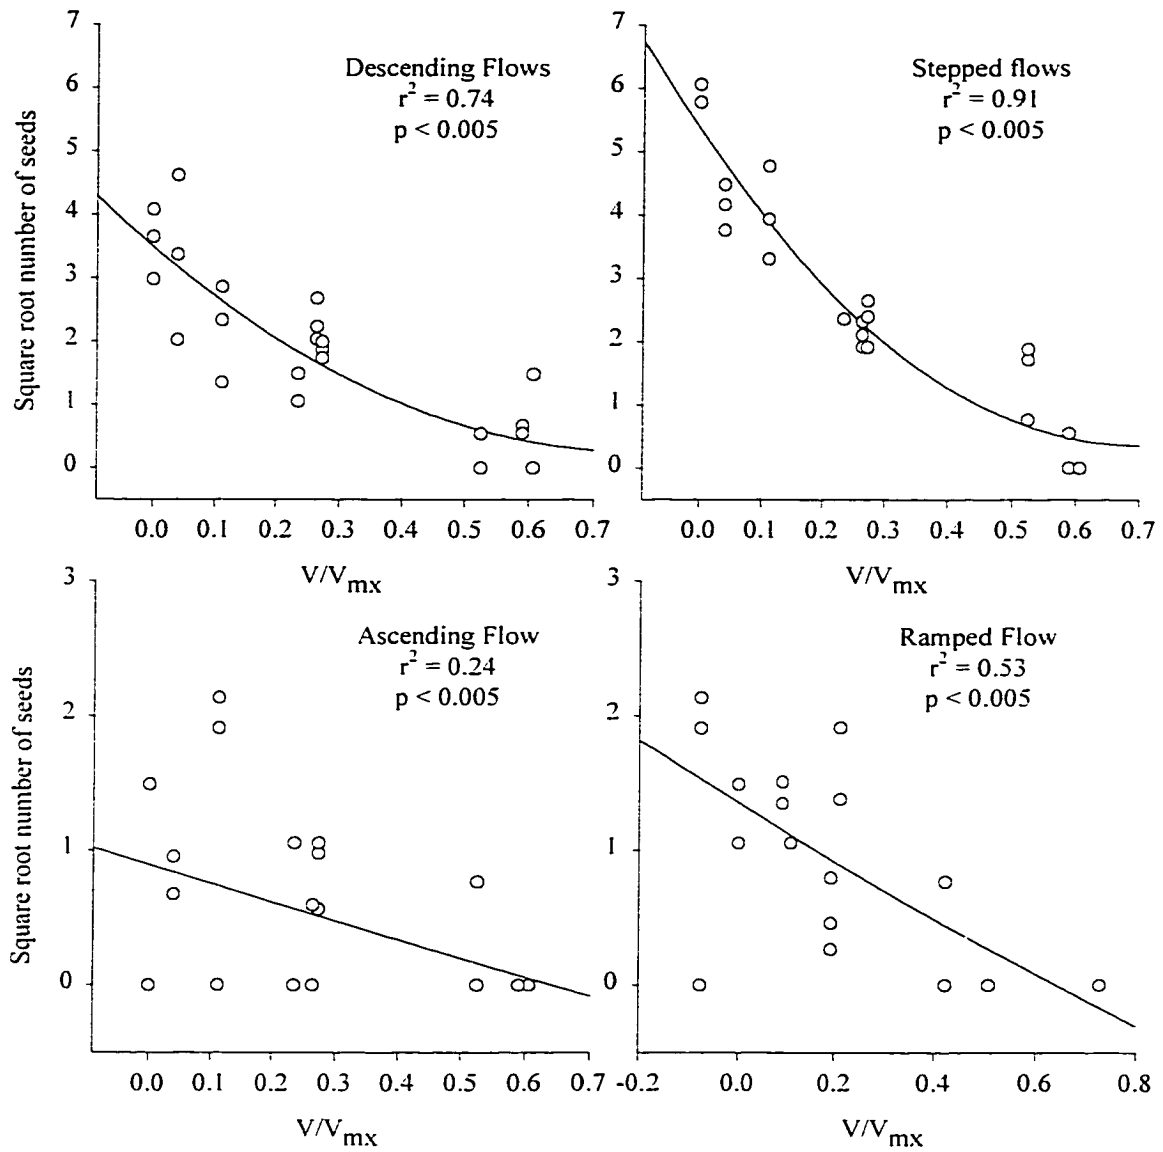 7
6
5
4
3
2
1
0
Square root number of seeds
Descending Flows
r² = 0.74
p < 0.005
0.0 0.1 0.2 0.3 0.4 0.5 0.6 0.7
V/Vmx
7
6
5
4
3
2
1
0
Stepped flows
r² = 0.91
p < 0.005
0.0 0.1 0.2 0.3 0.4 0.5 0.6 0.7
V/Vmx
3
2
1
0
Square root number of seeds
Ascending Flow
r² = 0.24
p < 0.005
0.0 0.1 0.2 0.3 0.4 0.5 0.6 0.7
V/Vmx
3
2
1
0
Ramped Flow
r² = 0.53
p < 0.005
-0.2 0.0 0.2 0.4 0.6 0.8
V/Vmx